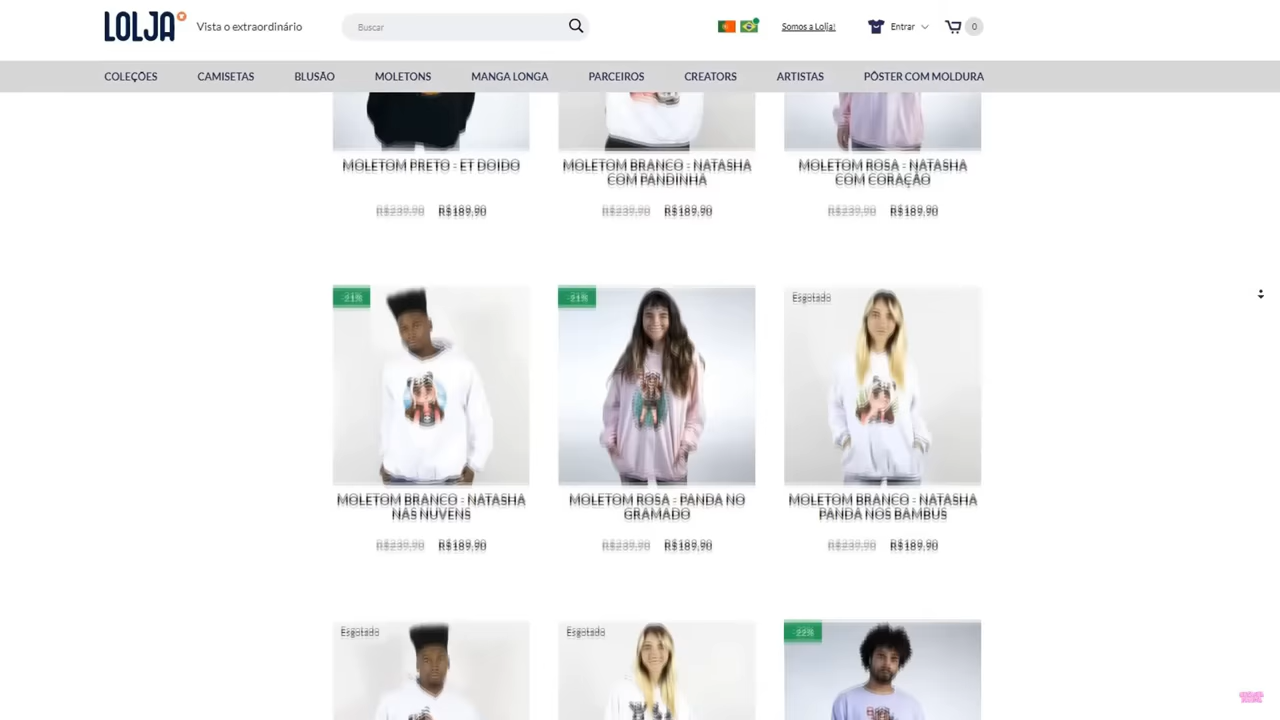 LOLJA
Vista o extraordinário
Buscar
Somos a Lolja!
Entrar
0
COLEÇÕES
CAMISETAS
BLUSÃO
MOLETONS
MANGA LONGA
PARCEIROS
CREATORS
ARTISTAS
PÔSTER COM MOLDURA
MOLETOM PRETO - ET DOIDO
R$239,90 R$189,90
MOLETOM BRANCO - NATASHA
COM PANDINHA
R$239,90 R$189,90
MOLETOM ROSA - NATASHA
COM CORAÇÃO
R$239,90 R$189,90
-21%
MOLETOM BRANCO - NATASHA
NAS NUVENS
R$239,90 R$189,90
-21%
MOLETOM ROSA - PANDA NO
GRAMADO
R$239,90 R$189,90
Esgotado
MOLETOM BRANCO - NATASHA
PANDA NOS BAMBUS
R$239,90 R$189,90
Esgotado
Esgotado
-22%